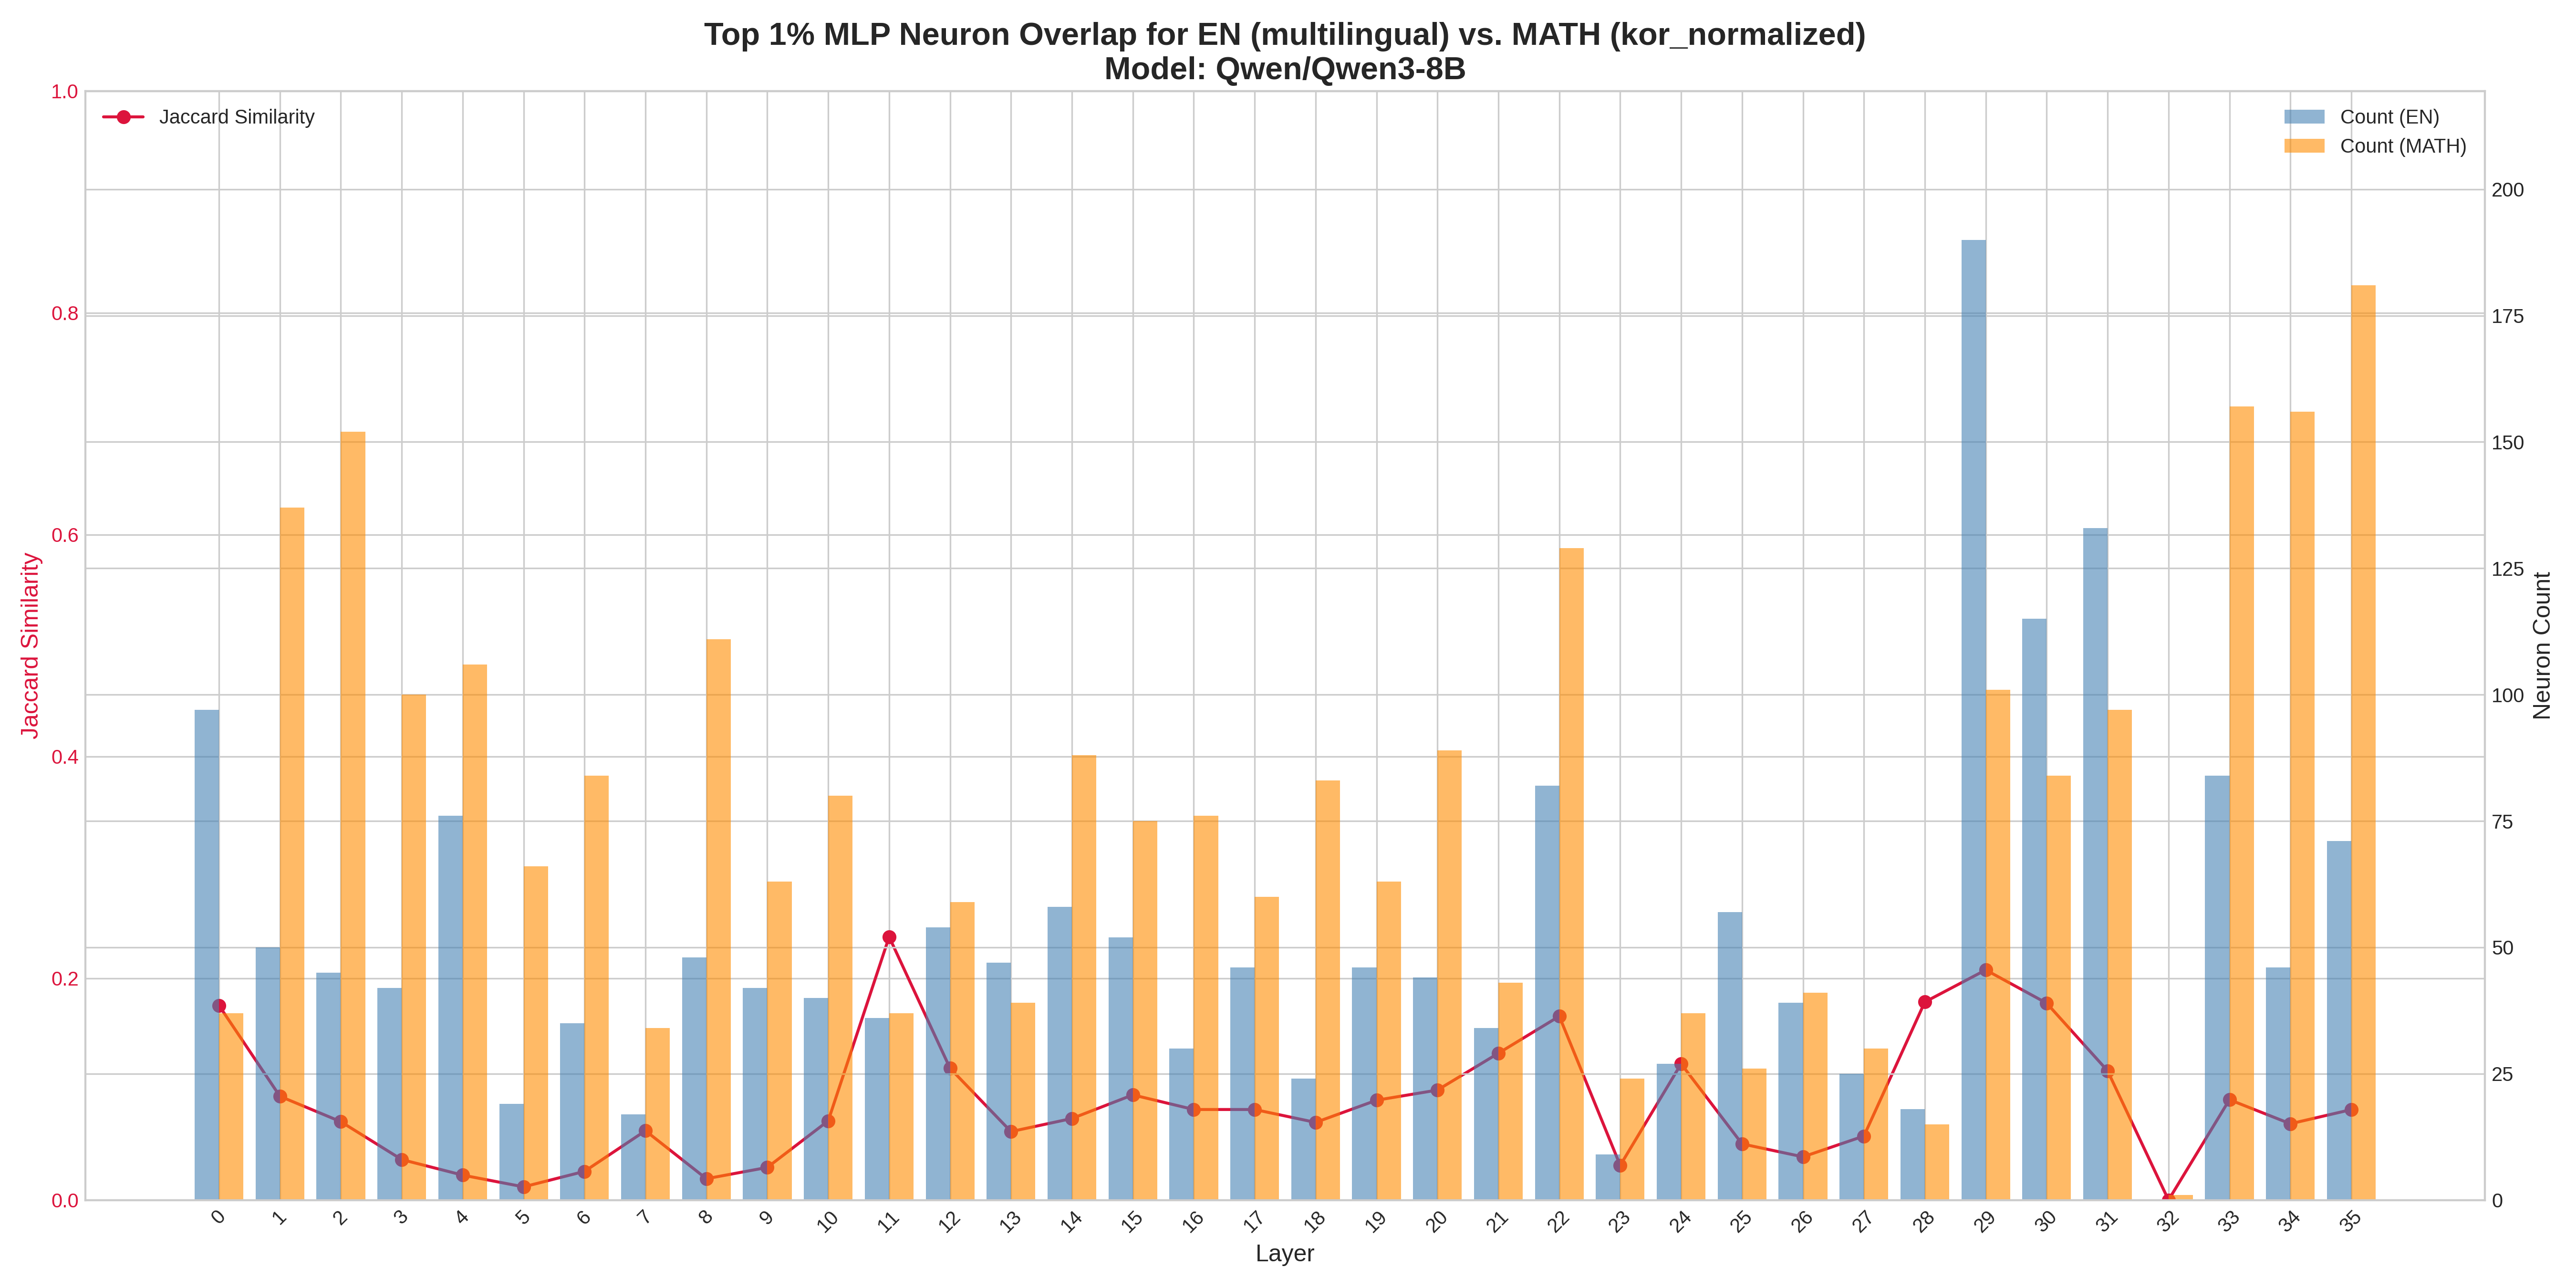 Top 1% MLP Neuron Overlap for EN (multilingual) vs. MATH (kor_normalized)
Model: Qwen/Qwen3-8B
Jaccard Similarity
Count (EN)
Count (MATH)
Jaccard Similarity
1.0
0.8
0.6
0.4
0.2
0.0
200
175
150
125
100
75
50
25
0
Neuron Count
0 1 2 3 4 5 6 7 8 9 10 11 12 13 14 15 16 17 18 19 20 21 22 23 24 25 26 27 28 29 30 31 32 33 34 35
Layer